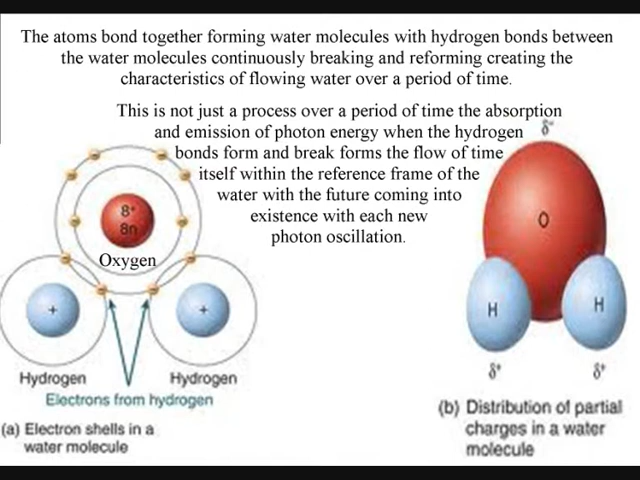 The atoms bond together forming water molecules with hydrogen bonds between
the water molecules continuously breaking and reforming creating the
characteristics of flowing water over a period of time.
This is not just a process over a period of time the absorption
and emission of photon energy when the hydrogen
bonds form and break forms the flow of time
itself within the reference frame of the
water with the future coming into
existence with each new
photon oscillation.
δ⁻
8⁺
8n
O
Oxygen
+
+
H
H
Hydrogen
Hydrogen
δ⁺
δ⁺
Electrons from hydrogen
(a) Electron shells in a
water molecule
(b) Distribution of partial
charges in a water
molecule